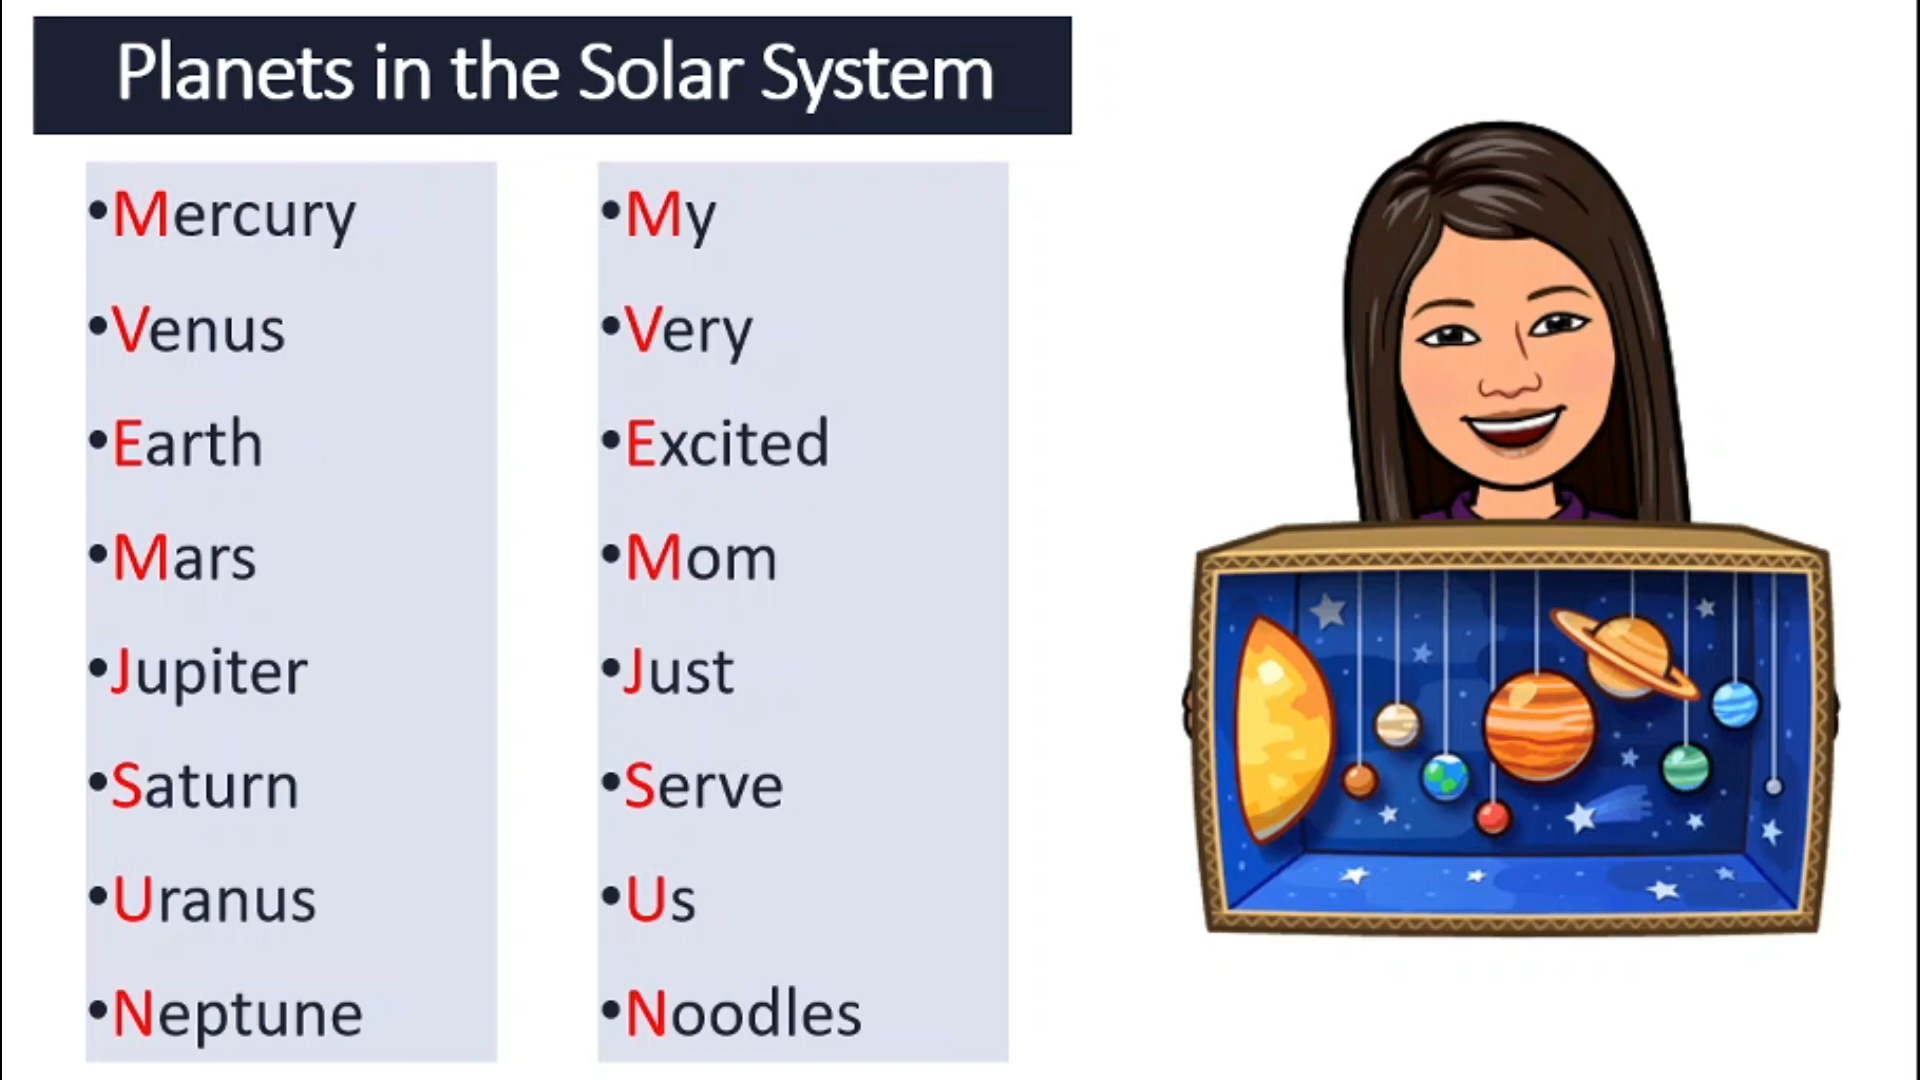 Planets in the Solar System
•Mercury
•Venus
•Earth
•Mars
•Jupiter
•Saturn
•Uranus
•Neptune
•My
•Very
•Excited
•Mom
•Just
•Serve
•Us
•Noodles